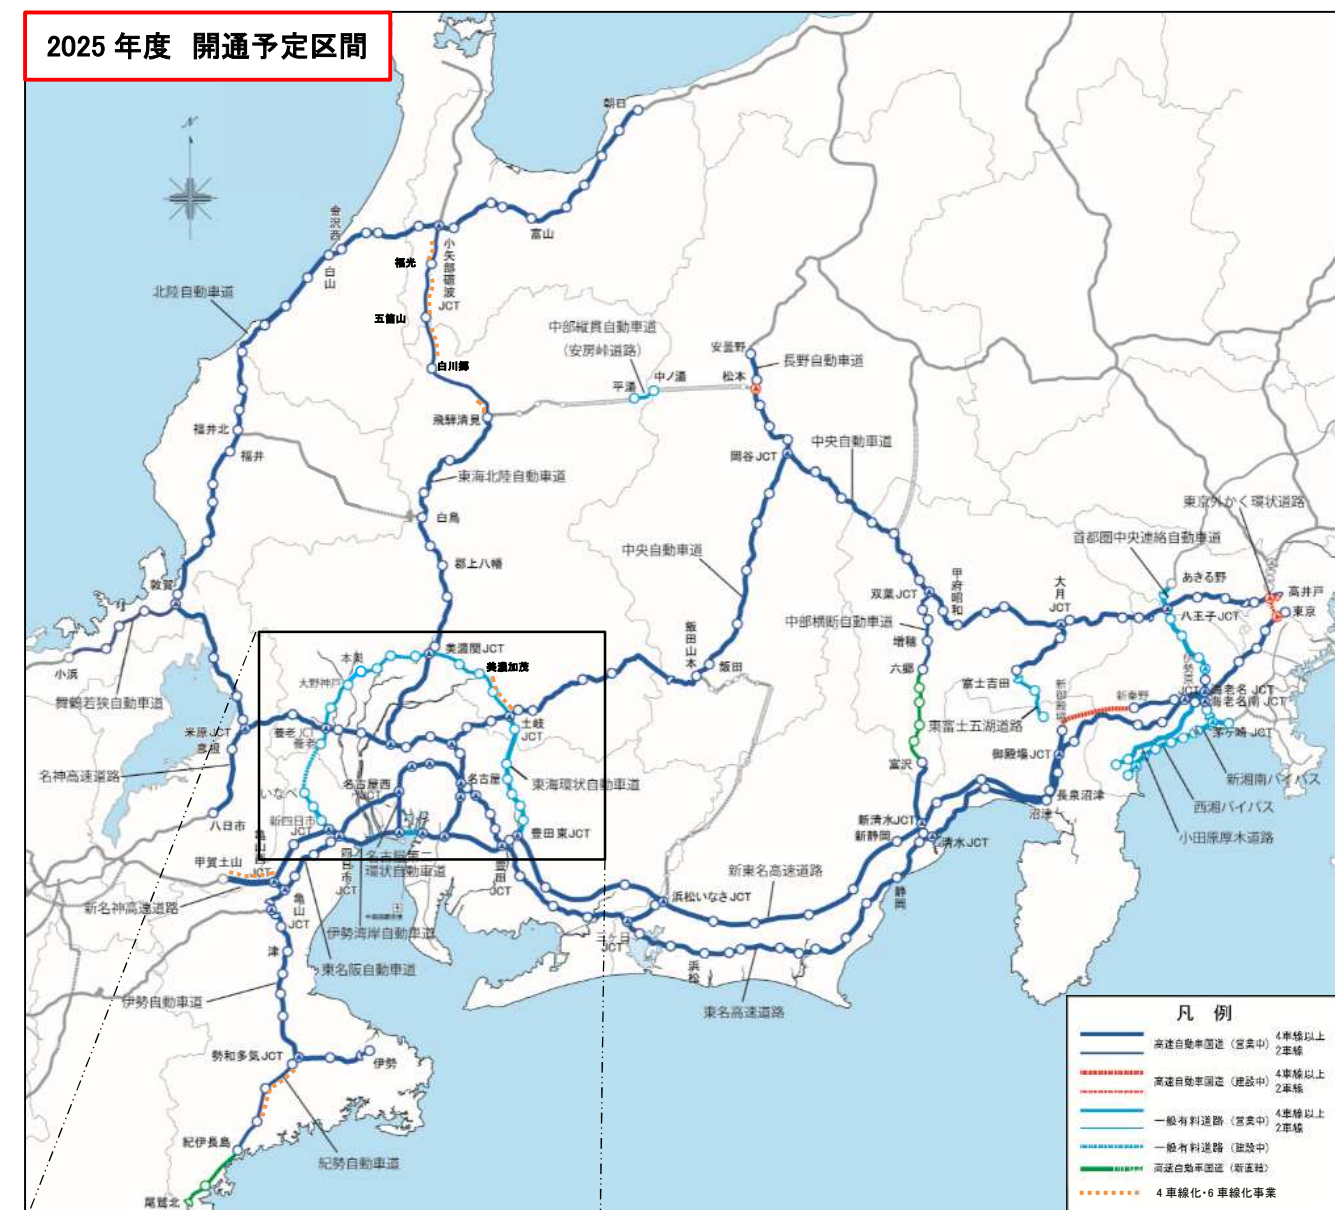 2025 年度 開通予定区間
N
朝日
金沢西
白山
富山
小矢部砺波JCT
福光
北陸自動車道
五箇山
中部縦貫自動車道
(安房峠道路)
安曇野
長野自動車道
白川郷
平湯
中ノ湯
松本
飛騨清見
福井北
福井
中央自動車道
岡谷JCT
東海北陸自動車道
白鳥
東京外かく環状道路
首都圏中央連絡自動車道
中央自動車道
郡上八幡
あきる野
高井戸
東京
敦賀
双葉JCT
甲府昭和
大月JCT
八王子JCT
中部横断自動車道
増穂
飯田山本
飯田
小浜
舞鶴若狭自動車道
本巣
美濃関JCT
美濃加茂
大野神戸
六郷
富士吉田
新御殿場
新秦野
伊勢原JCT
海老名 JCT
海老名南 JCT
米原JCT
彦根
養老JCT
養老
土岐JCT
東富士五湖道路
茅ヶ崎 JCT
名神高速道路
富沢
御殿場JCT
新湘南バイパス
いなべ
名古屋西JCT
名古屋
東海環状自動車道
長泉沼津
沼津
西湘バイパス
八日市
新四日市JCT
豊田東JCT
新清水JCT
新静岡
清水JCT
小田原厚木道路
甲賀土山
亀山西JCT
四日市JCT
名古屋第二環状自動車道
豊田JCT
新東名高速道路
静岡
新名神高速道路
亀山JCT
浜松いなさJCT
伊勢湾岸自動車道
津
三ヶ日JCT
東名阪自動車道
浜松
伊勢自動車道
東名高速道路
勢和多気JCT
伊勢
紀伊長島
紀勢自動車道
尾鷲北
凡 例
高速自動車国道(営業中) 4車線以上
2車線
高速自動車国道(建設中) 4車線以上
2車線
一般有料道路(営業中) 4車線以上
2車線
一般有料道路(建設中)
高速自動車国道(新直轄)
4車線化・6車線化事業